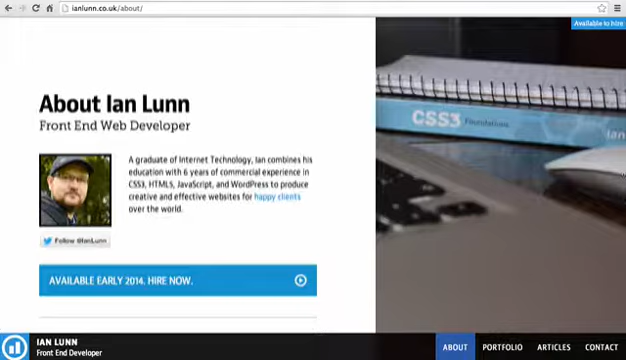 ianlunn.co.uk/about/
Available to hire
About Ian Lunn
Front End Web Developer
A graduate of Internet Technology, Ian combines his
education with 6 years of commercial experience in
CSS3, HTML5, JavaScript, and WordPress to produce
creative and effective websites for happy clients
over the world.
Follow @IanLunn
AVAILABLE EARLY 2014. HIRE NOW.
CSS3 Foundations
Ian
IAN LUNN
Front End Developer
ABOUT PORTFOLIO ARTICLES CONTACT